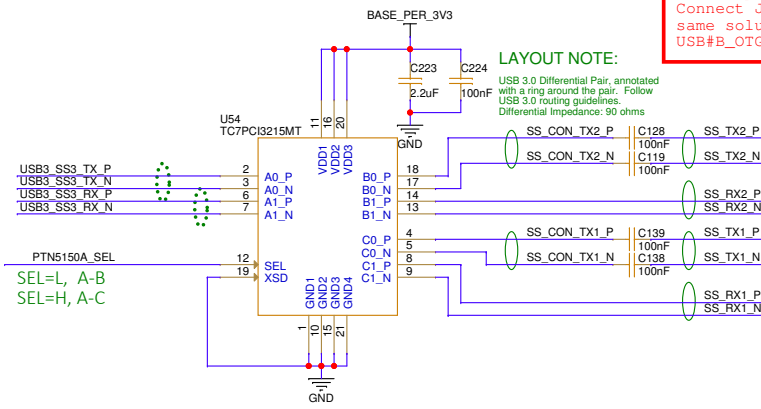 BASE_PER_3V3
Connect J
same solu
USB#B_OTG
LAYOUT NOTE:
USB 3.0 Differential Pair, annotated
with a ring around the pair. Follow
USB 3.0 routing guidelines.
Differential Impedance: 90 ohms
C223
2.2uF
C224
100nF
GND
U54
TC7PCI3215MT
11
16
20
VDD1
VDD2
VDD3
USB3_SS3_TX_P
2
A0_P
USB3_SS3_TX_N
3
A0_N
USB3_SS3_RX_P
6
A1_P
USB3_SS3_RX_N
7
A1_N
PTN5150A_SEL
12
SEL
19
XSD
SEL=L, A-B
SEL=H, A-C
B0_P
18
B0_N
17
B1_P
14
B1_N
13
C0_P
4
C0_N
5
C1_P
8
C1_N
9
GND1
GND2
GND3
GND4
1
10
15
21
GND
SS_CON_TX2_P
C128
100nF
SS_TX2_P
SS_CON_TX2_N
C119
100nF
SS_TX2_N
SS_RX2_P
SS_RX2_N
SS_CON_TX1_P
C139
100nF
SS_TX1_P
SS_CON_TX1_N
C138
100nF
SS_TX1_N
SS_RX1_P
SS_RX1_N